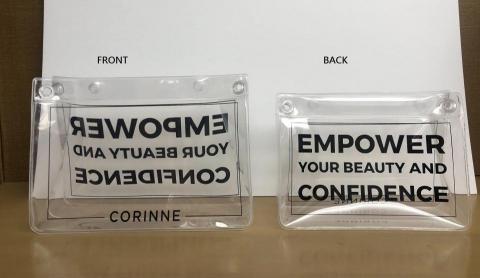 FRONT
BACK
EMPOWER
YOUR BEAUTY AND
CONFIDENCE
CORINNE
EMPOWER
YOUR BEAUTY AND
CONFIDENCE